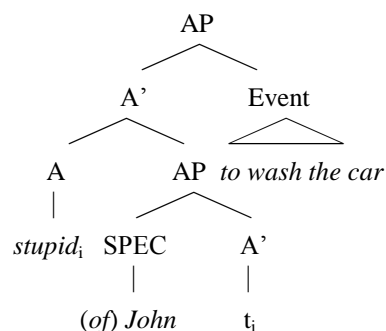 AP
A’ Event
A AP to wash the car
stupidᵢ SPEC A’
(of) John tᵢ